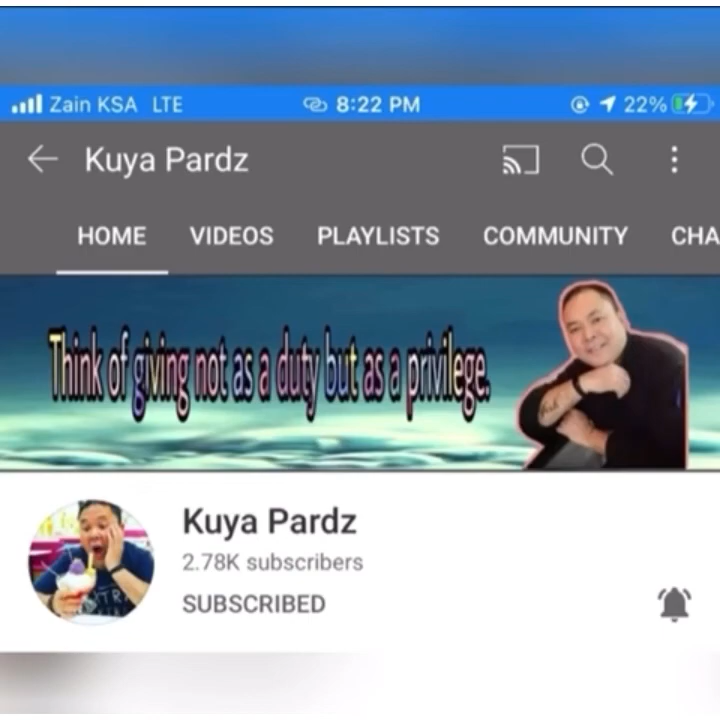 Zain KSA LTE 8:22 PM 22%
Kuya Pardz
HOME VIDEOS PLAYLISTS COMMUNITY CHA
Think of giving not as a duty but as a privilege.
Kuya Pardz
2.78K subscribers
SUBSCRIBED